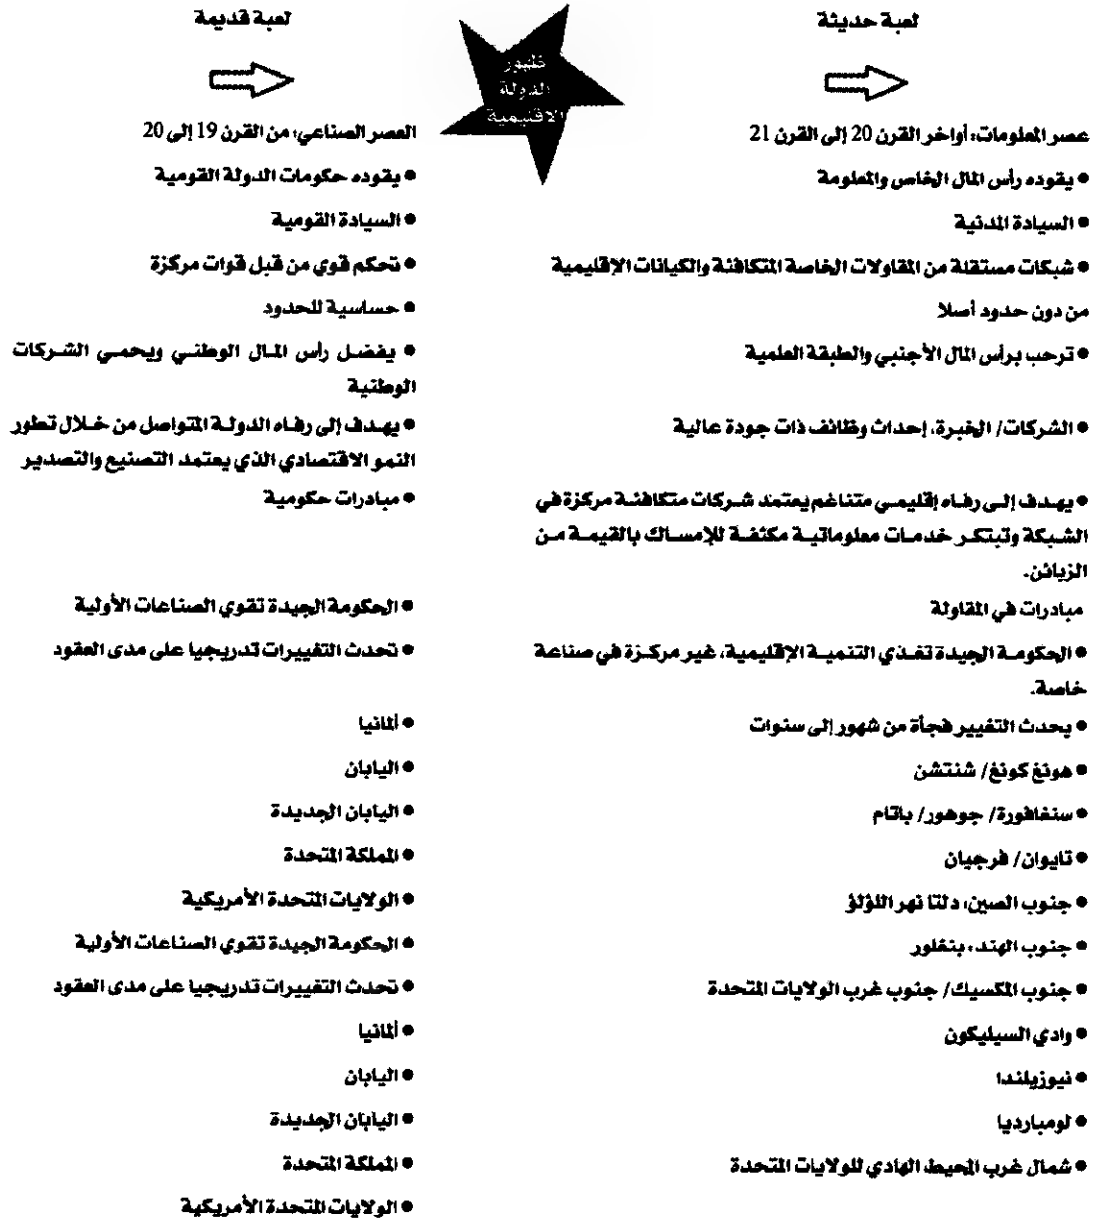 لعبة حديثة
عصر المعلومات، أواخر القرن 20 إلى القرن 21
● يقوده رأس المال الخاص والمعلومة
● السيادة المدنية
● شبكات مستقلة من المقاولات الخاصة المتكافئة والكيانات الإقليمية
من دون حدود أصلا
● ترحب برأس المال الأجنبي والطبقة العلمية
● الشركات/ الخبرة، إحداث وظائف ذات جودة عالية
● يهدف إلى رفاه إقليمي متناغم يعتمد شركات متكافئة مركزة في
الشبكة وتبتكر خدمات معلوماتية مكثفة للإمساك بالقيمة من
الزبائن.
مبادرات في المقاولة
● الحكومة الجيدة تغذي التنمية الإقليمية، غير مركزة في صناعة
خاصة.
● يحدث التغيير فجأة من شهور إلى سنوات
● هونغ كونغ/ شنتشن
● سنغافورة/ جوهور/ باتام
● تايوان/ فرجيان
● جنوب الصين، دلتا نهر اللؤلؤ
● جنوب الهند، بنغلور
● جنوب المكسيك/ جنوب غرب الولايات المتحدة
● وادي السيليكون
● نيوزيلندا
● لومبارديا
● شمال غرب المحيط الهادي للولايات المتحدة
ظهور
الدولة
الاقليمية
لعبة قديمة
العصر الصناعي، من القرن 19 إلى 20
● يقوده حكومات الدولة القومية
● السيادة القومية
● تحكم قوي من قبل قوات مركزة
● حساسية للحدود
● يفضل رأس المال الوطني ويحمي الشركات
الوطنية
● يهدف إلى رفاه الدولة المتواصل من خلال تطور
النمو الاقتصادي الذي يعتمد التصنيع والتصدير
● مبادرات حكومية
● الحكومة الجيدة تقوي الصناعات الأولية
● تحدث التغييرات تدريجيا على مدى العقود
● ألمانيا
● اليابان
● اليابان الجديدة
● المملكة المتحدة
● الولايات المتحدة الأمريكية
● الحكومة الجيدة تقوي الصناعات الأولية
● تحدث التغييرات تدريجيا على مدى العقود
● ألمانيا
● اليابان
● اليابان الجديدة
● المملكة المتحدة
● الولايات المتحدة الأمريكية